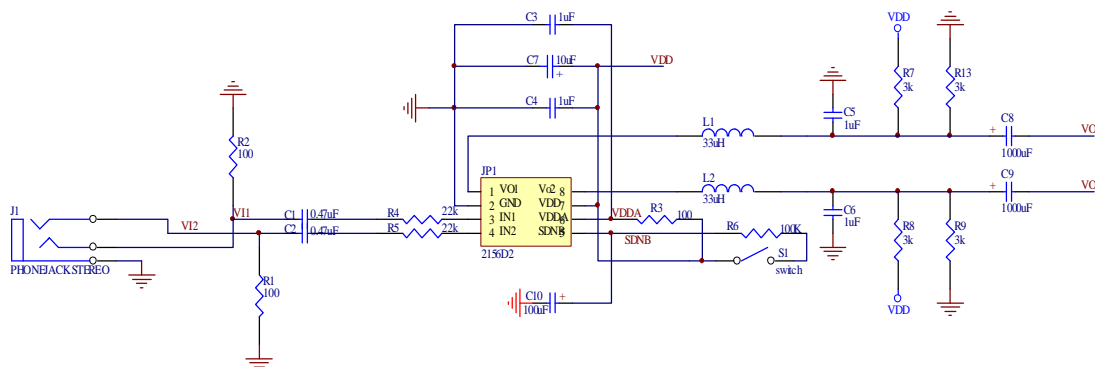 C3 1uF
C7 10uF
+
VDD
C4 1uF
VDD
R7
3k
R13
3k
C5
1uF
L1
33uH
+
C8
1000uF
VO
R2
100
JP1
1 VO1 Vo2 8
2 GND VDD 7
3 IN1 VDDA
4 IN2 SDNB
2156D2
L2
33uH
+
C9
1000uF
VO
J1
VI2
VI1
C1 0.47uF
C2 0.47uF
R4 22k
R5 22k
VDDA
R3
100
SDNB
R6
100K
S1
switch
C6
1uF
R8
3k
R9
3k
VDD
PHONEJACK STEREO
R1
100
C10
100uF
+